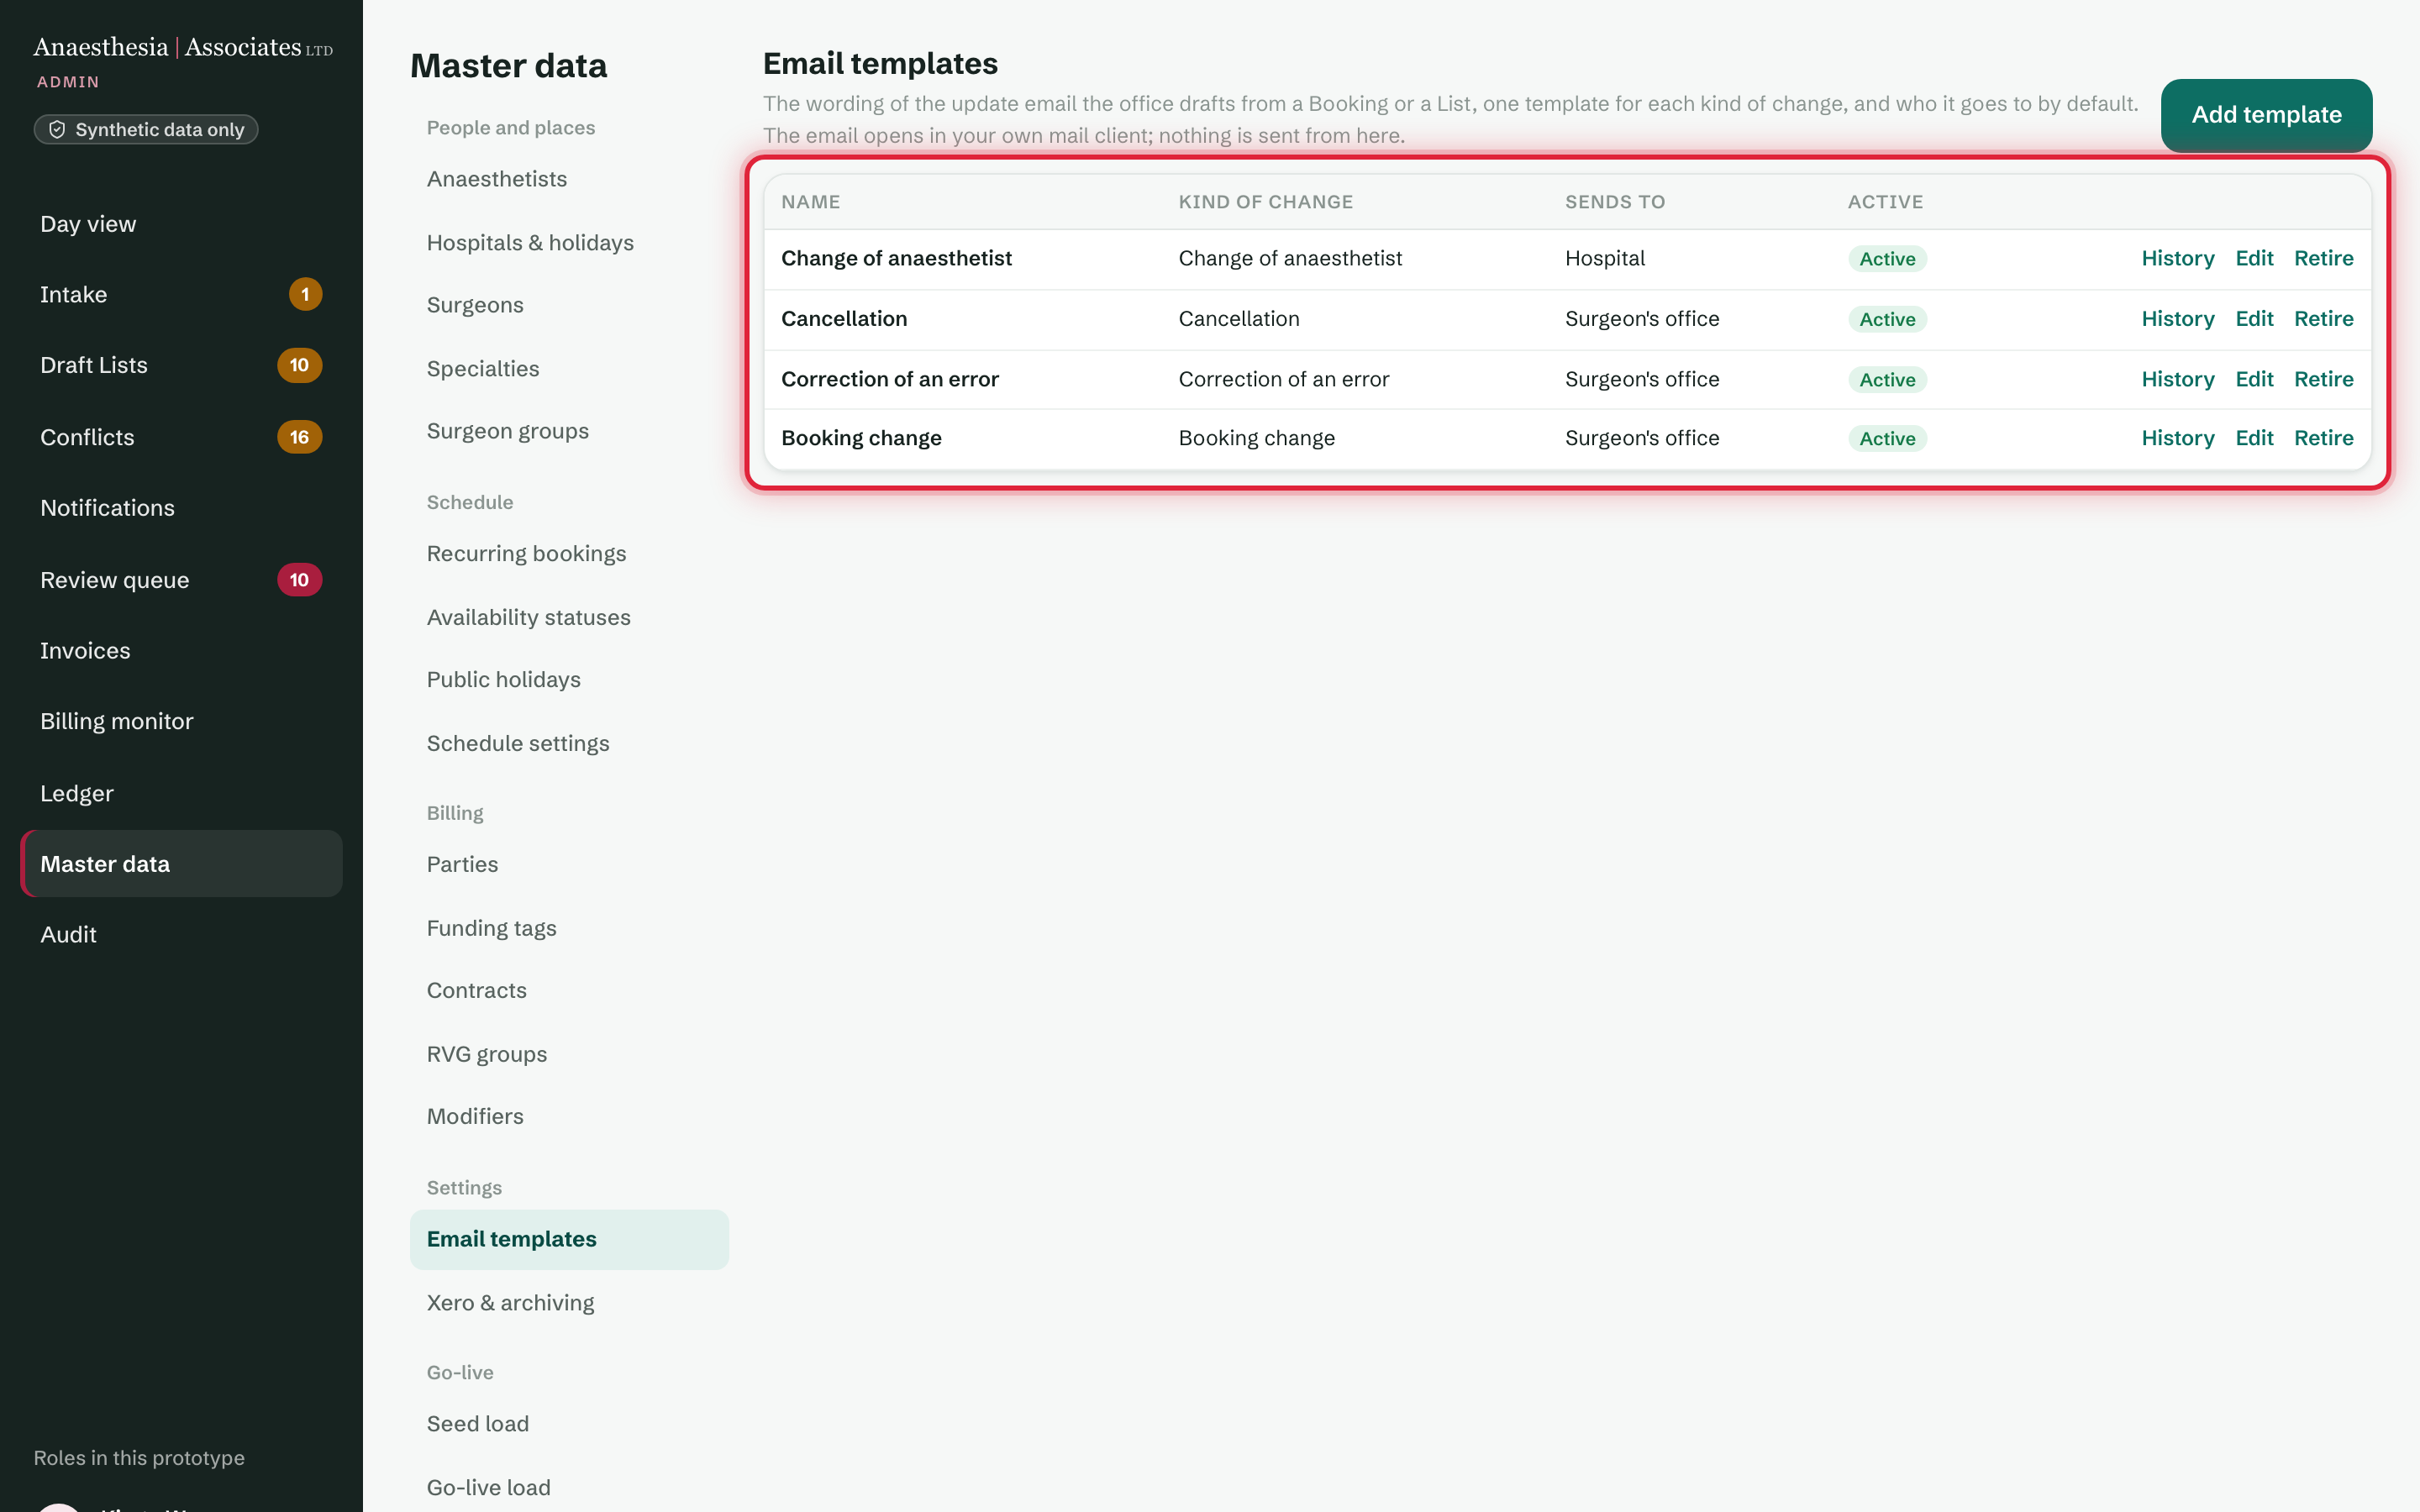 Anaesthesia | Associates LTD
ADMIN
Synthetic data only
Day view
Intake 1
Draft Lists 10
Conflicts 16
Notifications
Review queue 10
Invoices
Billing monitor
Ledger
Master data
Audit
Roles in this prototype
Master data
People and places
Anaesthetists
Hospitals & holidays
Surgeons
Specialties
Surgeon groups
Schedule
Recurring bookings
Availability statuses
Public holidays
Schedule settings
Billing
Parties
Funding tags
Contracts
RVG groups
Modifiers
Settings
Email templates
Xero & archiving
Go-live
Seed load
Go-live load
Email templates
The wording of the update email the office drafts from a Booking or a List, one template for each kind of change, and who it goes to by default.
The email opens in your own mail client; nothing is sent from here.
Add template
NAME KIND OF CHANGE SENDS TO ACTIVE
Change of anaesthetist Change of anaesthetist Hospital Active History Edit Retire
Cancellation Cancellation Surgeon's office Active History Edit Retire
Correction of an error Correction of an error Surgeon's office Active History Edit Retire
Booking change Booking change Surgeon's office Active History Edit Retire